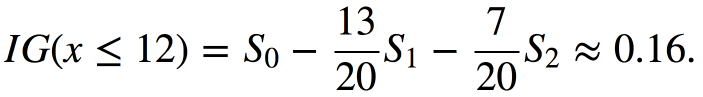 IG(x ≤ 12) = S₀ − 13/20 S₁ − 7/20 S₂ ≈ 0.16.